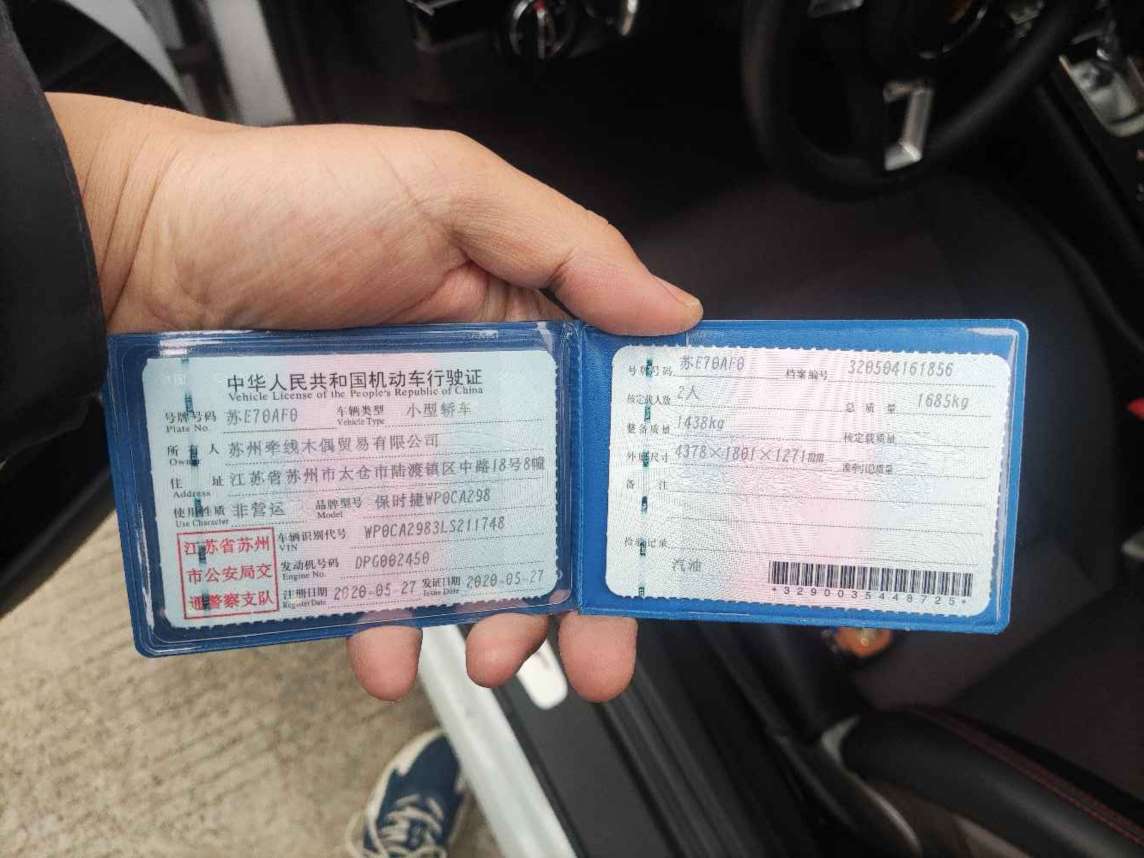 中华人民共和国机动车行驶证
Vehicle License of the People's Republic of China
号牌号码 苏E70AF0 车辆类型 小型轿车
Plate No. Vehicle Type
所有人 苏州牵线木偶贸易有限公司
Owner
住址 江苏省苏州市太仓市陆渡镇区中路18号8幢
Address
使用性质 非营运 品牌型号 保时捷WP0CA298
Use Character Model
江苏省苏州
市公安局交
通警察支队
车辆识别代号 WP0CA2983LS211748
VIN
发动机号码 DPG002450
Engine No.
注册日期 2020-05-27 发证日期 2020-05-27
Register Date Issue Date
号牌号码 苏E70AF0 档案编号 320504161856
核定载人数 2人 总质量 1685kg
整备质量 1438kg 核定载质量
外廓尺寸 4378×1801×1271mm 准牵引总质量
备注
检验记录
汽油
*3290035448725*